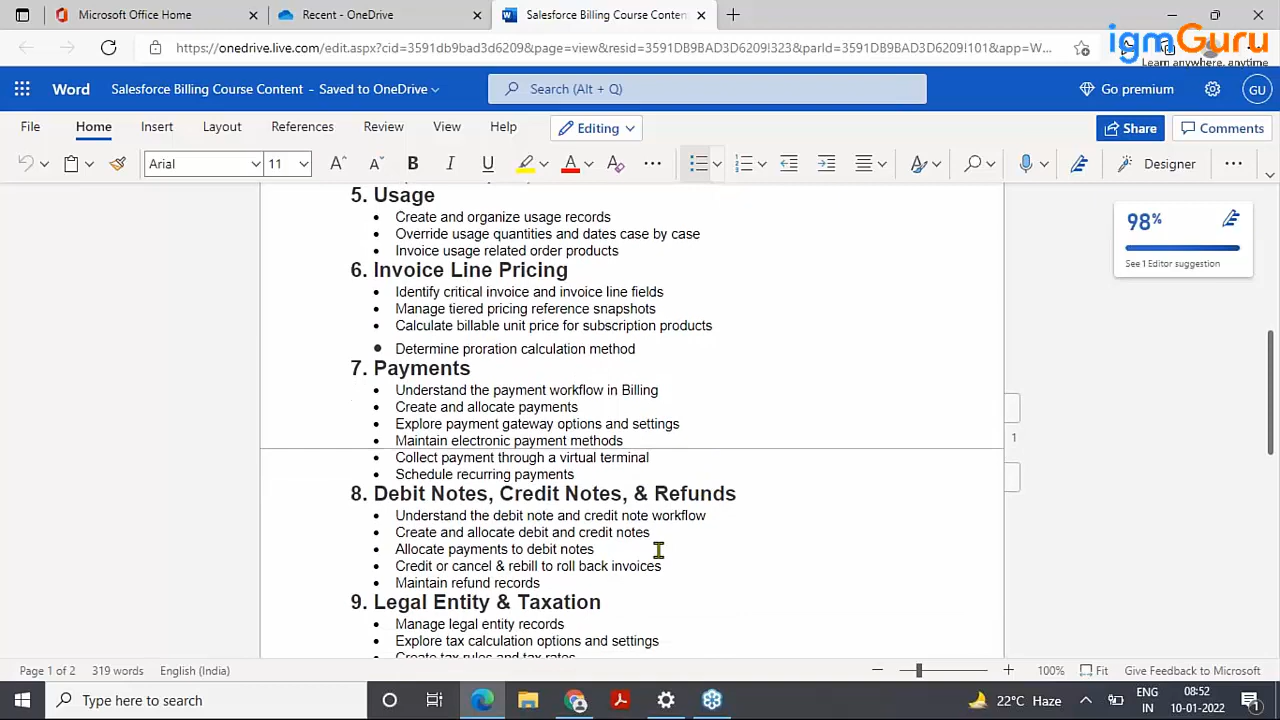 Microsoft Office Home
Recent - OneDrive
Salesforce Billing Course Conten
igmGuru
Learn anywhere, anytime
https://onedrive.live.com/edit.aspx?cid=3591db9bad3d6209&page=view&resid=3591DB9BAD3D6209!323&parId=3591DB9BAD3D6209!101&app=W...
Word
Salesforce Billing Course Content - Saved to OneDrive
Search (Alt + Q)
Go premium
GU
File
Home
Insert
Layout
References
Review
View
Help
Editing
Share
Comments
Arial
11
Designer
5. Usage
• Create and organize usage records
• Override usage quantities and dates case by case
• Invoice usage related order products
6. Invoice Line Pricing
• Identify critical invoice and invoice line fields
• Manage tiered pricing reference snapshots
• Calculate billable unit price for subscription products
• Determine proration calculation method
7. Payments
• Understand the payment workflow in Billing
• Create and allocate payments
• Explore payment gateway options and settings
• Maintain electronic payment methods
• Collect payment through a virtual terminal
• Schedule recurring payments
8. Debit Notes, Credit Notes, & Refunds
• Understand the debit note and credit note workflow
• Create and allocate debit and credit notes
• Allocate payments to debit notes
• Credit or cancel & rebill to roll back invoices
• Maintain refund records
9. Legal Entity & Taxation
• Manage legal entity records
• Explore tax calculation options and settings
Create tax rules and tax rates
98%
See 1 Editor suggestion
1
Page 1 of 2
319 words
English (India)
100%
Fit
Give Feedback to Microsoft
Type here to search
22°C Haze
ENG
IN
08:52
10-01-2022
1